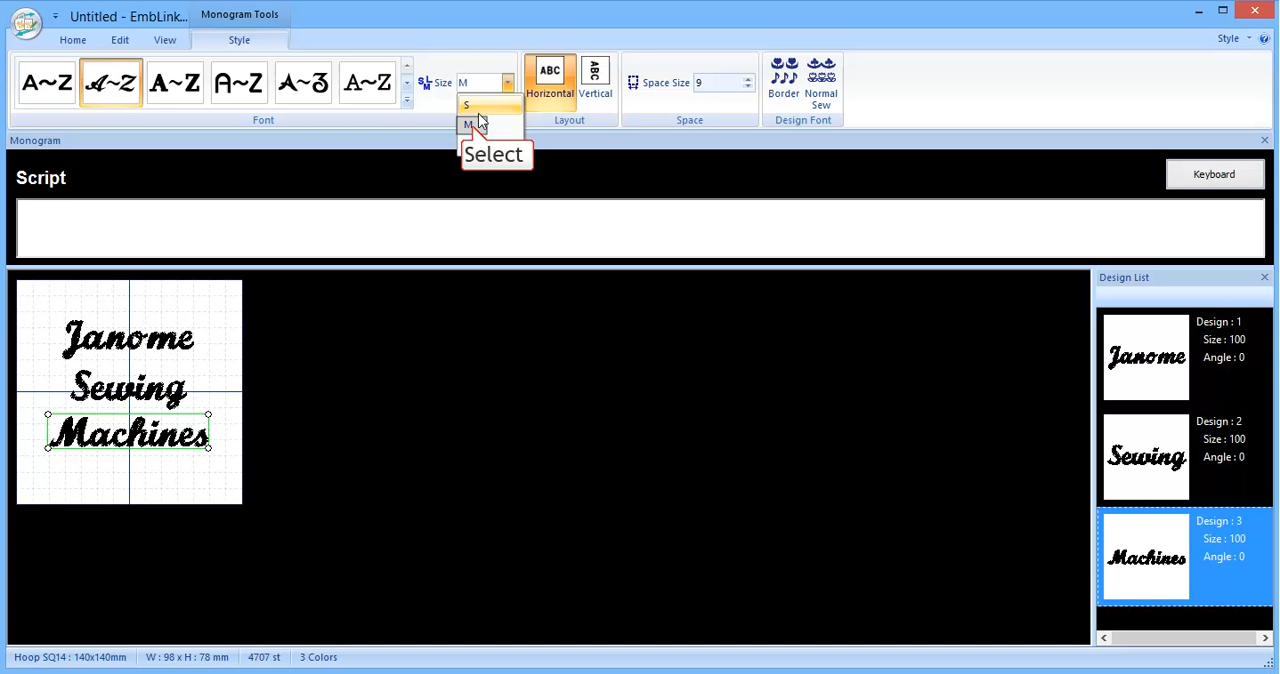 Untitled - EmbLink...
Monogram Tools
Home
Edit
View
Style
Style
A~Z
A~Z
A~Z
A~Z
A~Z
A~Z
Size
M
S
M
Select
Font
ABC
Horizontal
ABC
Vertical
Layout
Space Size
9
Space
Border
Normal
Sew
Design Font
Monogram
Script
Keyboard
Janome
Sewing
Machines
Design List
Janome
Design : 1
Size : 100
Angle : 0
Sewing
Design : 2
Size : 100
Angle : 0
Machines
Design : 3
Size : 100
Angle : 0
Hoop SQ14 : 140x140mm
W : 98 x H : 78 mm
4707 st
3 Colors